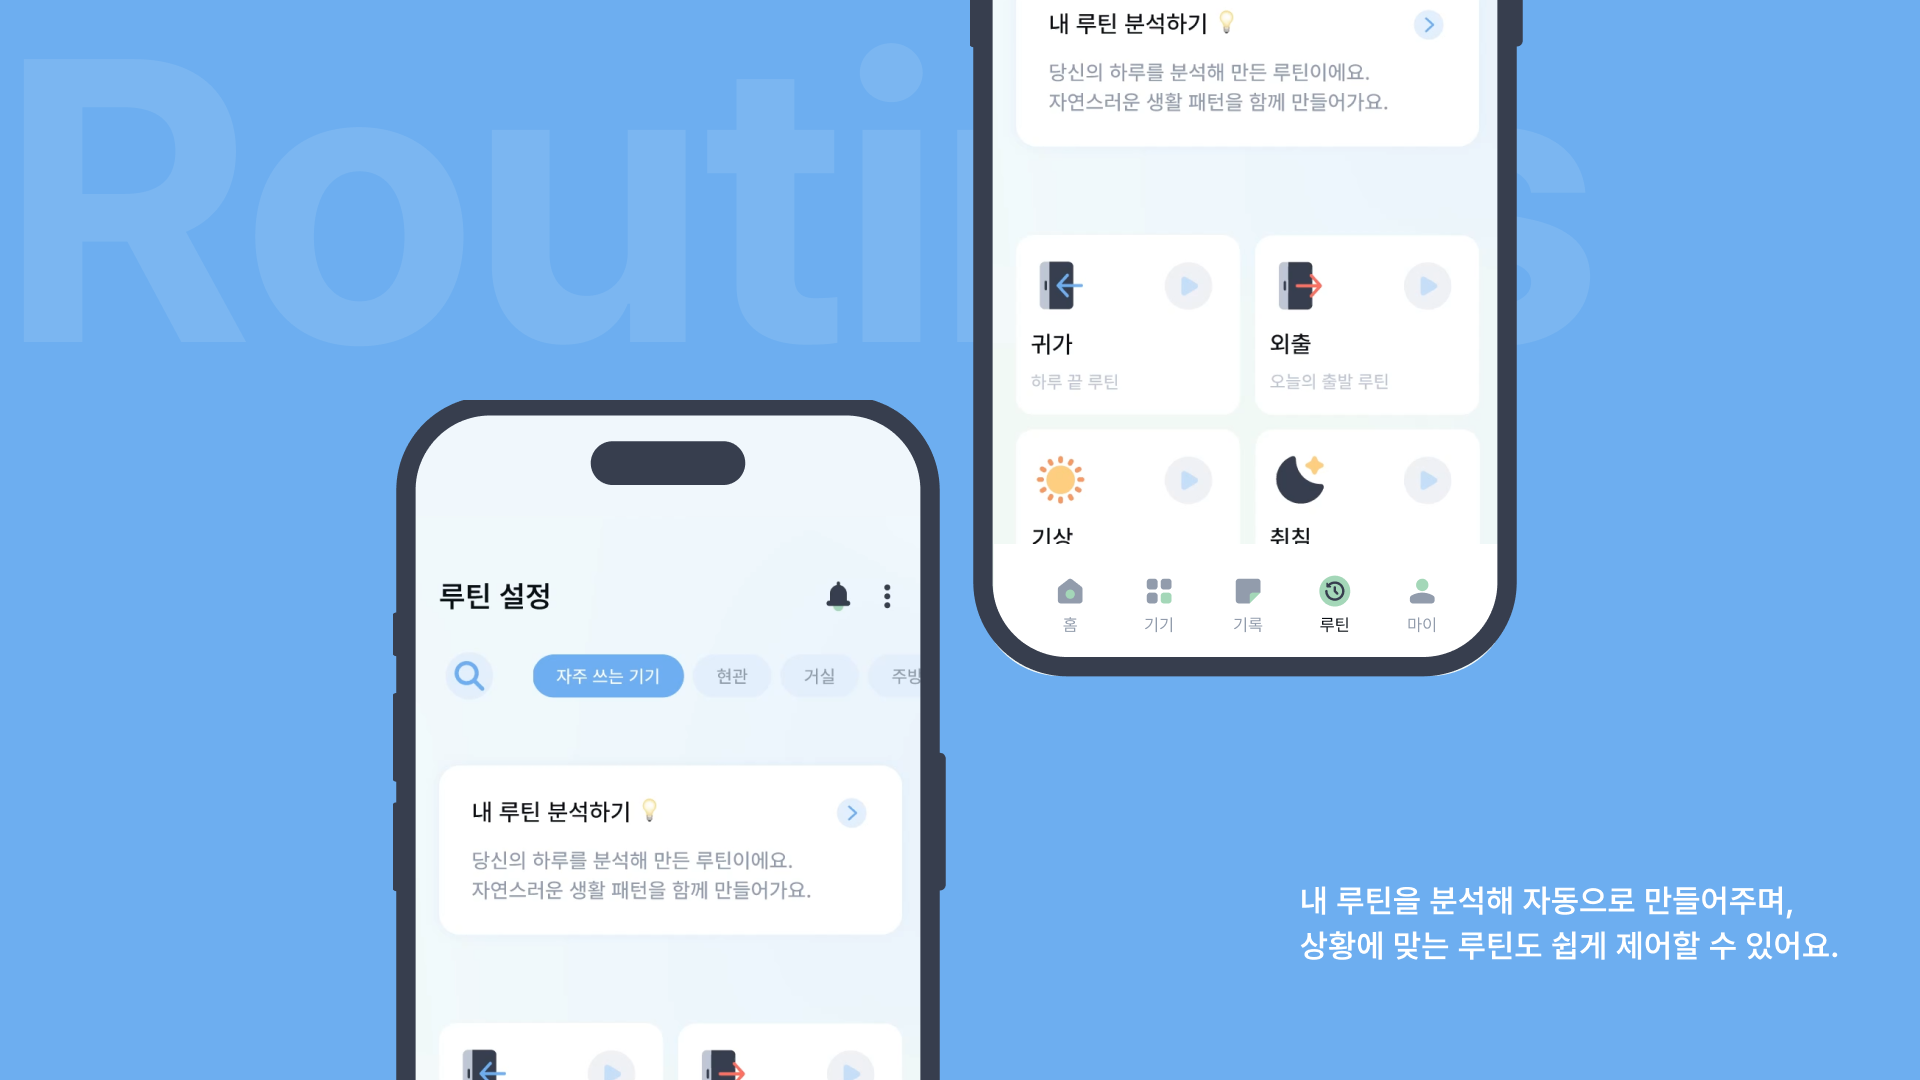 Routines
내 루틴 분석하기
당신의 하루를 분석해 만든 루틴이에요.
자연스러운 생활 패턴을 함께 만들어가요.
귀가
하루 끝 루틴
외출
오늘의 출발 루틴
기상
취침
홈
기기
기록
루틴
마이
루틴 설정
자주 쓰는 기기
현관
거실
주방
내 루틴 분석하기
당신의 하루를 분석해 만든 루틴이에요.
자연스러운 생활 패턴을 함께 만들어가요.
내 루틴을 분석해 자동으로 만들어주며,
상황에 맞는 루틴도 쉽게 제어할 수 있어요.